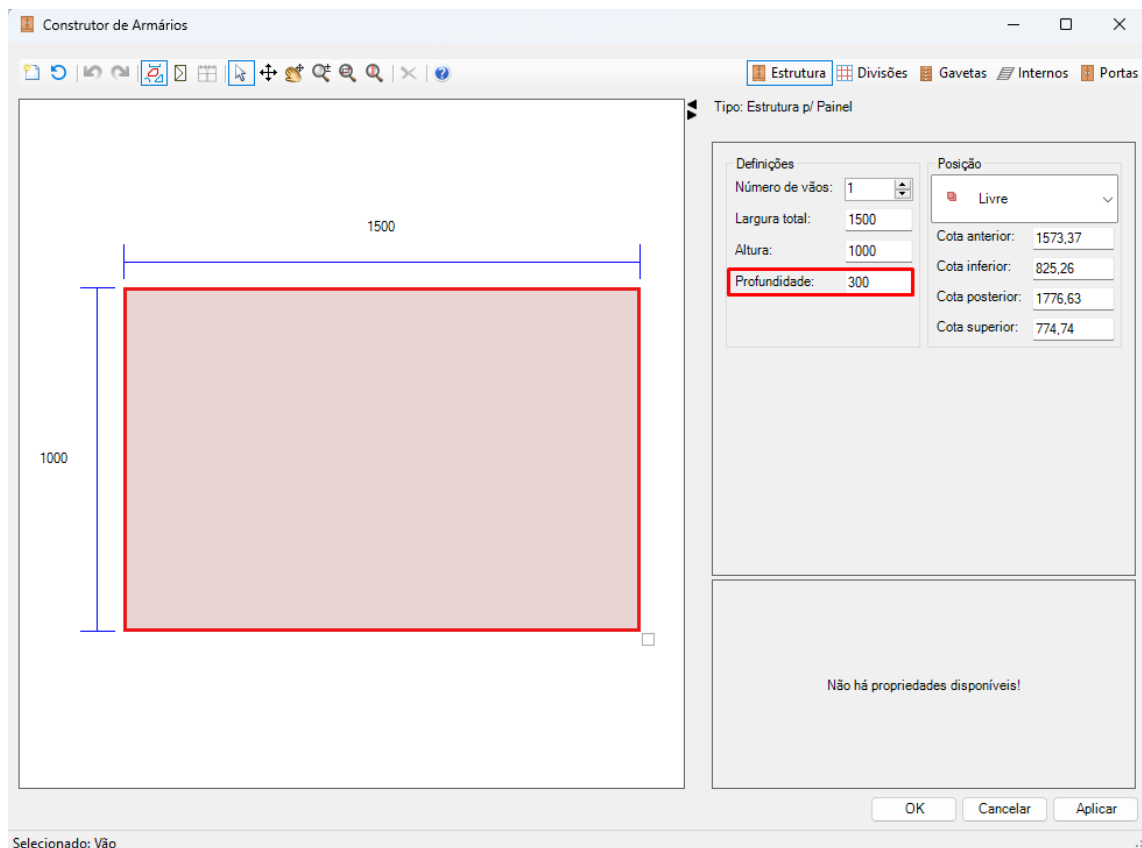 Construtor de Armários
Estrutura Divisões Gavetas Internos Portas
Tipo: Estrutura p/ Painel
1500
1000
Definições
Número de vãos: 1
Largura total: 1500
Altura: 1000
Profundidade: 300
Posição
Livre
Cota anterior: 1573,37
Cota inferior: 825,26
Cota posterior: 1776,63
Cota superior: 774,74
Não há propriedades disponíveis!
OK Cancelar Aplicar
Selecionado: Vão